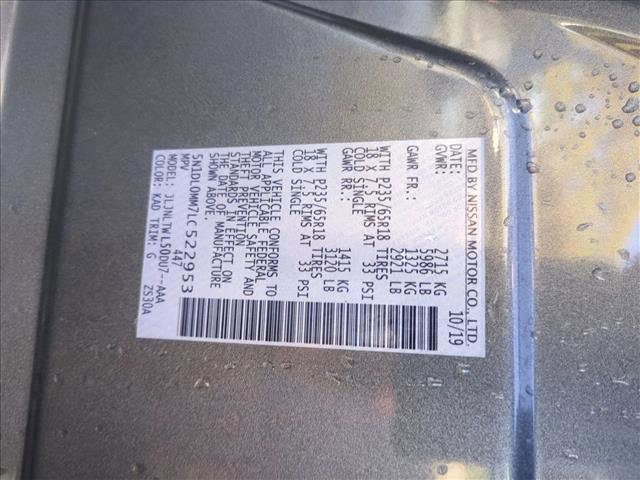 MFD BY NISSAN MOTOR CO., LTD.
DATE: 10/19
GVWR: 2715 KG
5986 LB
GAWR FR.: 1325 KG
2921 LB
WITH P235/65R18 TIRES
18 X 7.5 RIMS AT 33 PSI
COLD SINGLE
GAWR RR.: 1415 KG
3120 LB
WITH P235/65R18 TIRES
18 X 7.5 RIMS AT 33 PSI
COLD SINGLE
THIS VEHICLE CONFORMS TO
ALL APPLICABLE FEDERAL
MOTOR VEHICLE SAFETY AND
THEFT PREVENTION
STANDARDS IN EFFECT ON
THE DATE OF MANUFACTURE
SHOWN ABOVE.
5N1DL0MM7LC522953
MPV 447
MODEL: JLJNLTWL50DU7--AAA
COLOR: KAD TRIM: G ZS30A